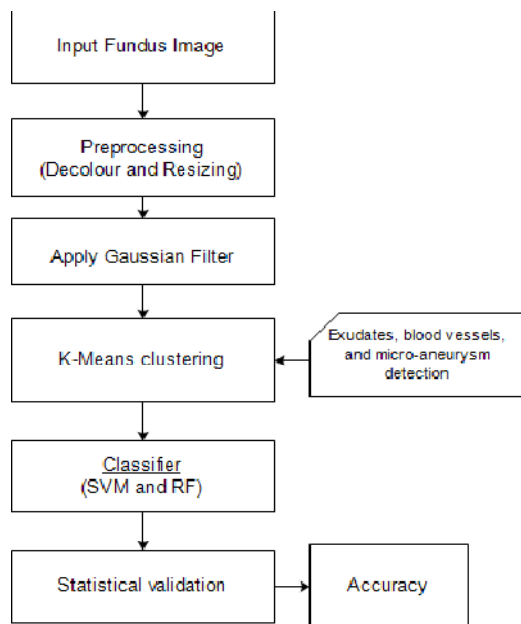 Input Fundus Image
Preprocessing
(Decolour and Resizing)
Apply Gaussian Filter
K-Means clustering
Exudates, blood vessels,
and micro-aneurysm
detection
Classifier
(SVM and RF)
Statistical validation
Accuracy